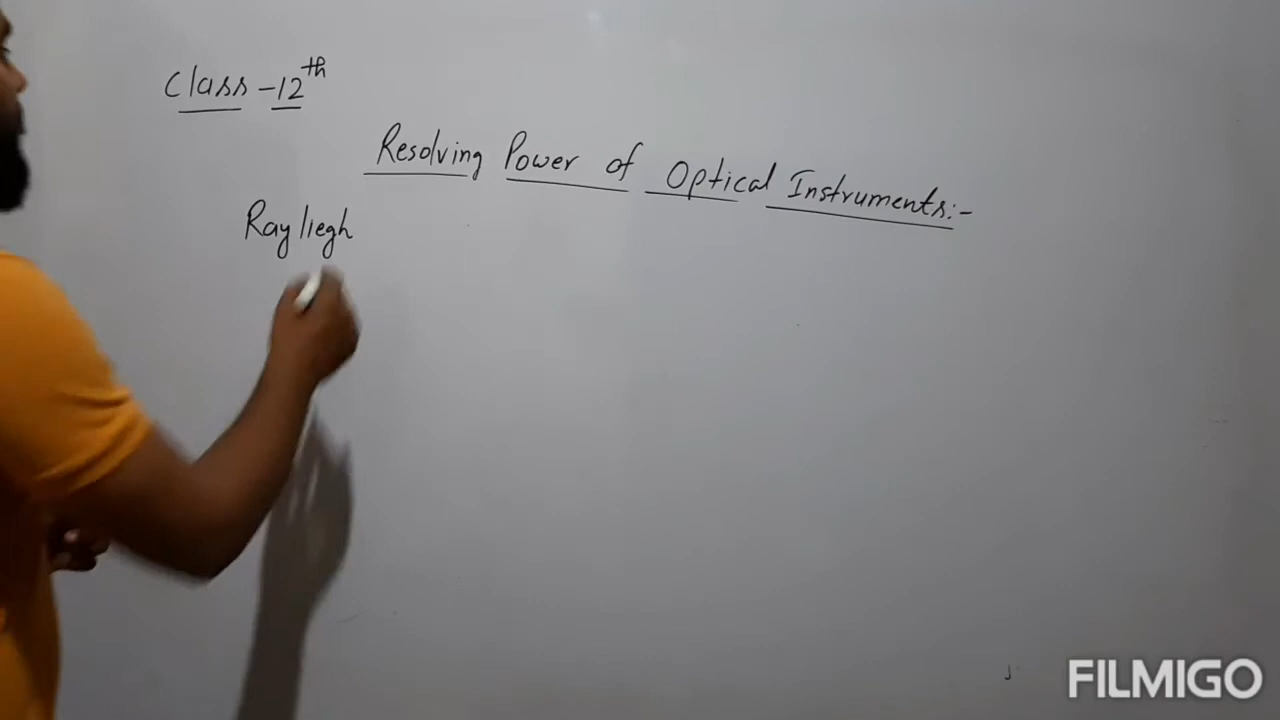 Class - 12th
Resolving Power of Optical Instruments:-
Rayliegh
FILMIGO